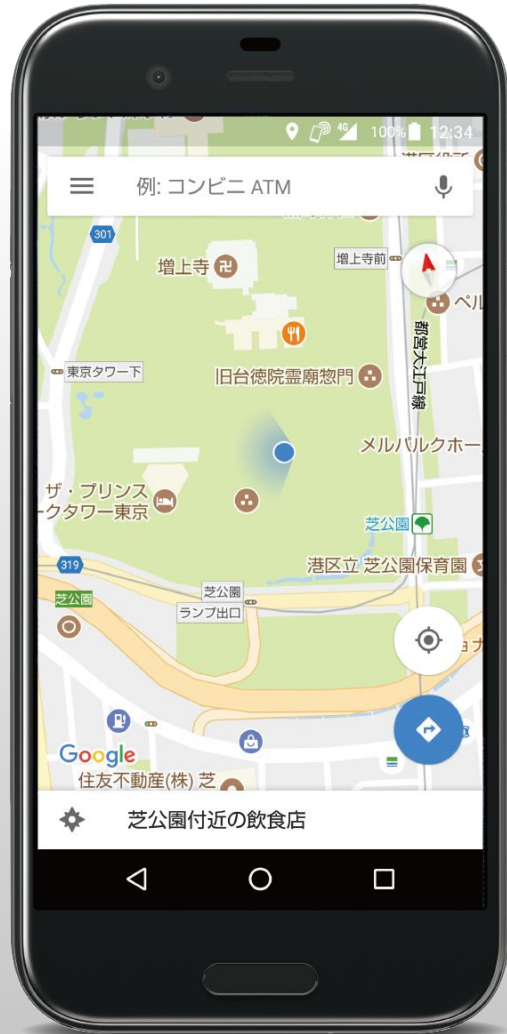 4G 100% 12:34
例: コンビニ ATM
301
増上寺
増上寺前
東京タワー下
旧台徳院霊廟惣門
都営大江戸線
メルパルクホー
ザ・プリンス
ークタワー東京
芝公園
319
港区立 芝公園保育園
芝公園
芝公園
ランプ出口
Google
住友不動産(株) 芝
芝公園付近の飲食店